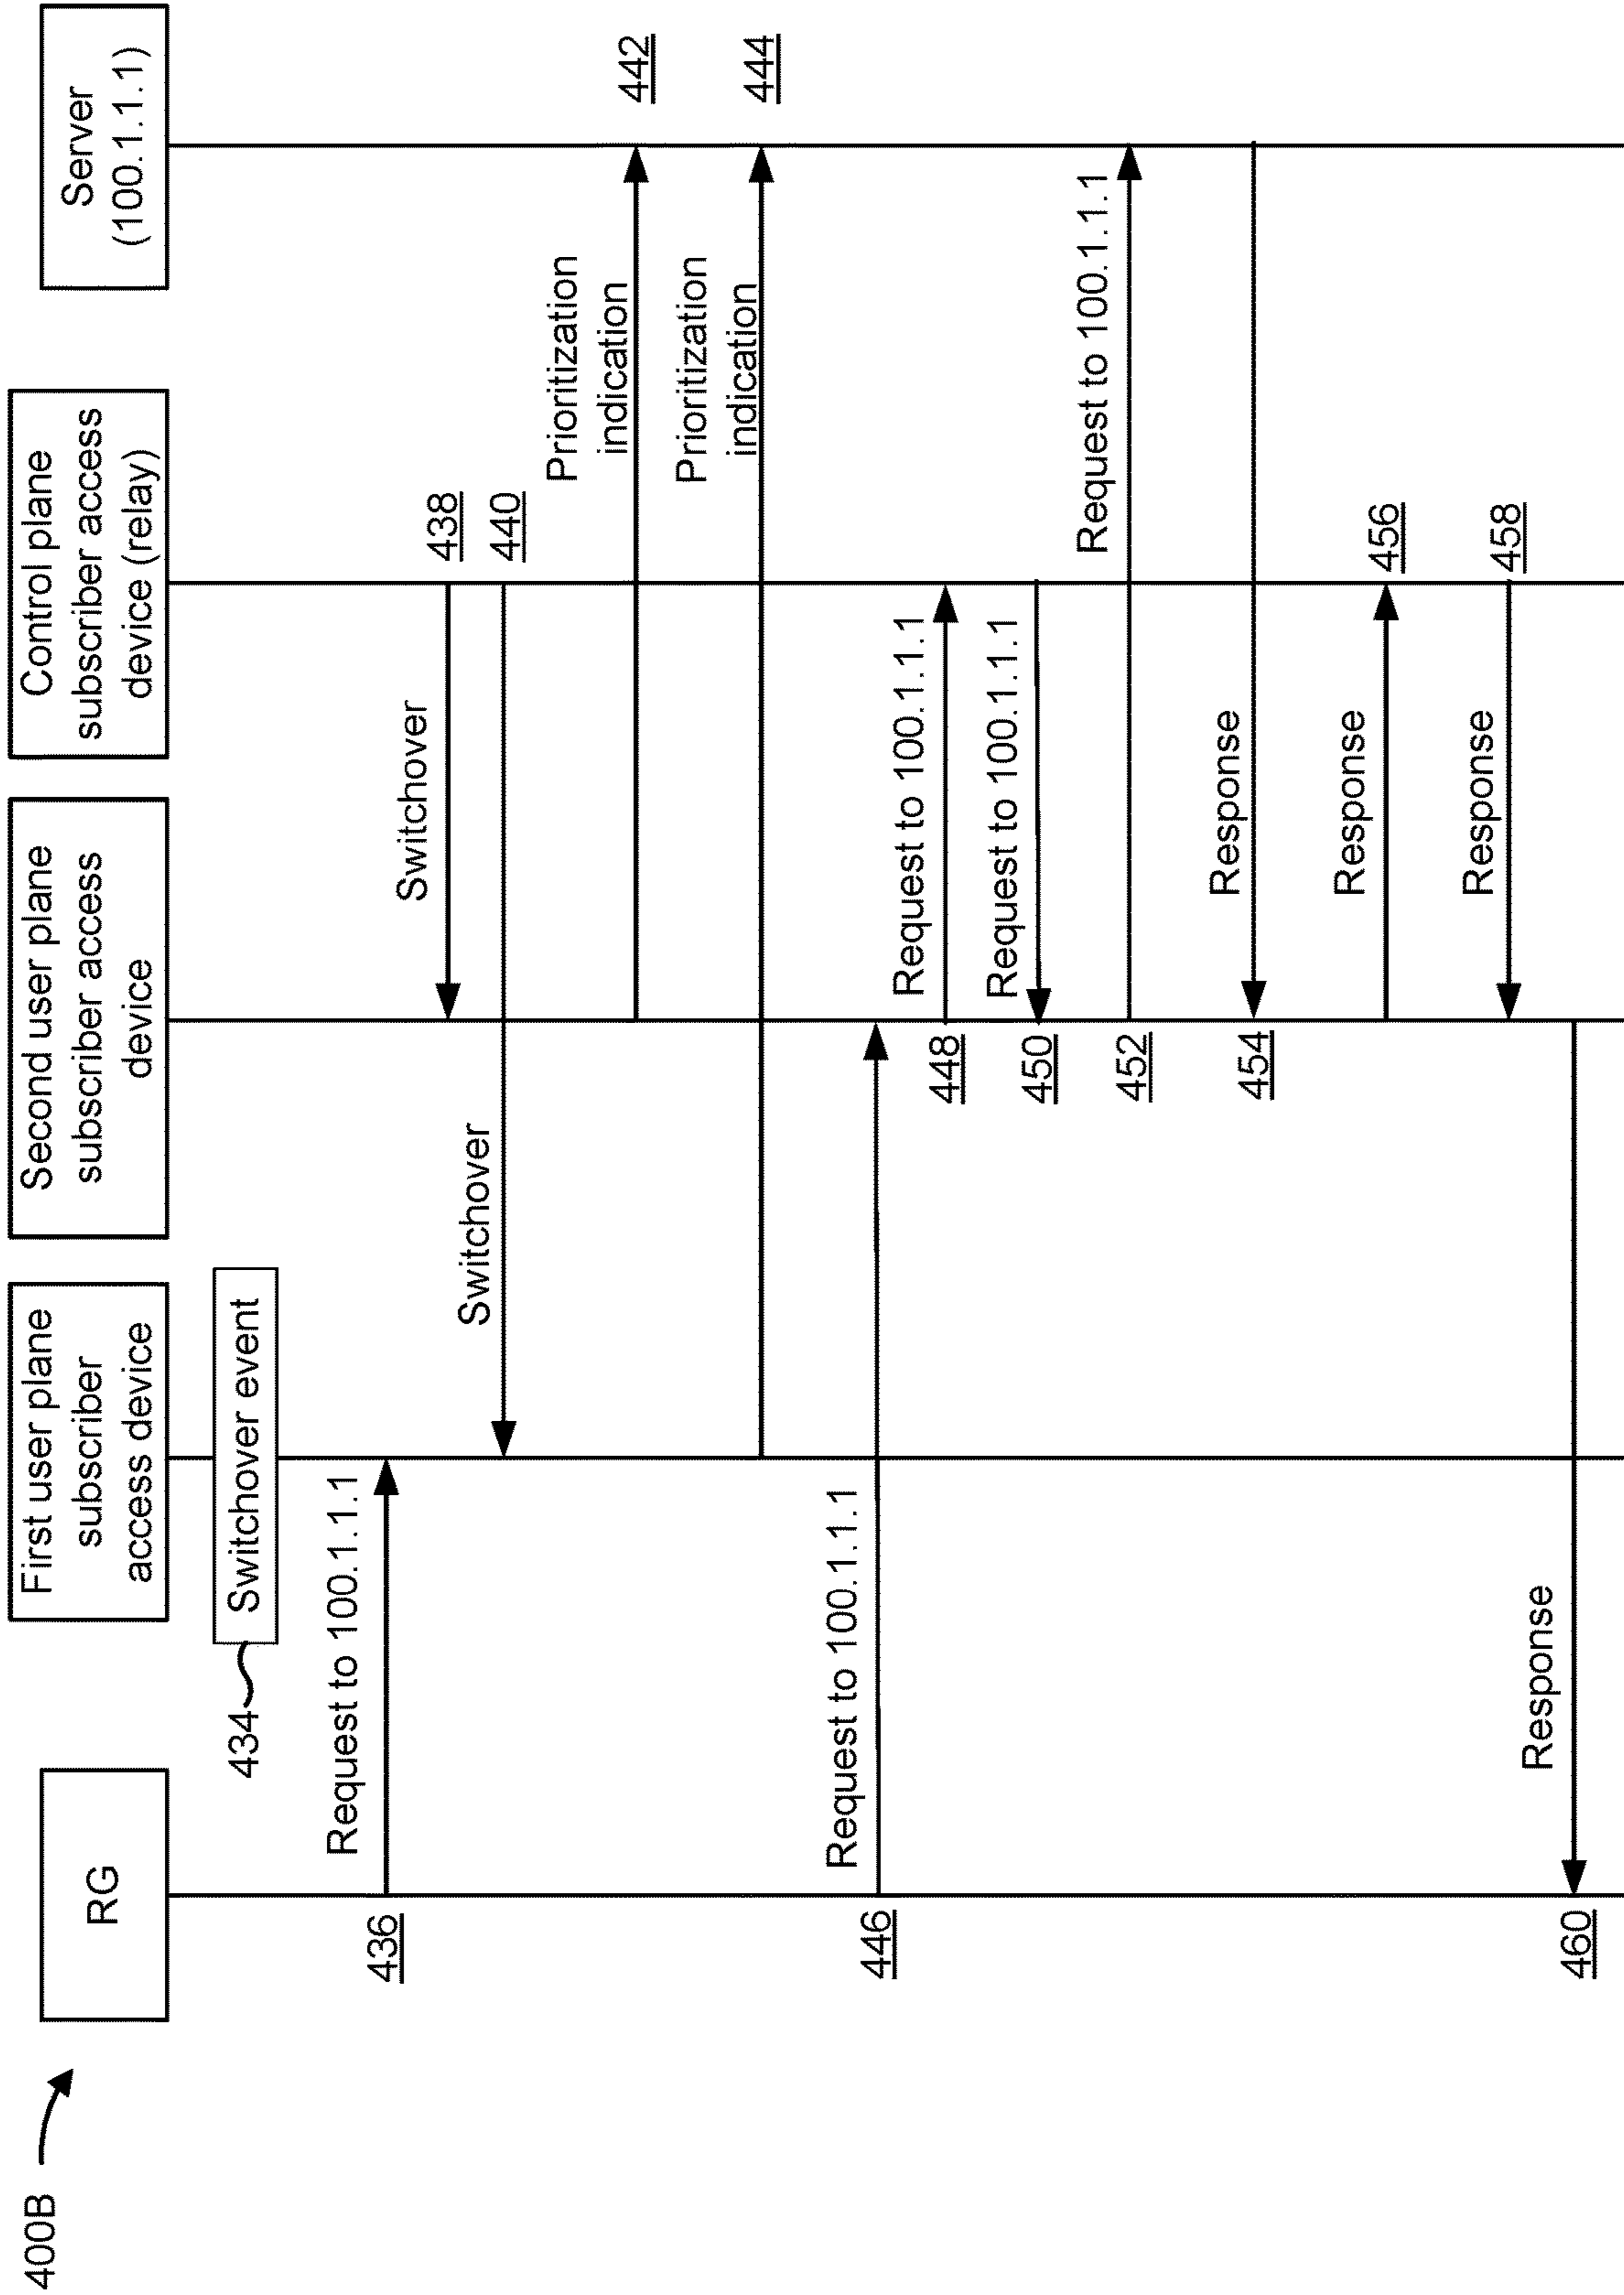 400B
RG
First user plane
subscriber
access device
Second user plane
subscriber access
device
Control plane
subscriber access
device (relay)
Server
(100.1.1.1)
434
Switchover event
436
Request to 100.1.1.1
Switchover
438
Switchover
440
Prioritization
indication
442
Prioritization
indication
444
446
Request to 100.1.1.1
448
Request to 100.1.1.1
450
Request to 100.1.1.1
452
Request to 100.1.1.1
454
Response
Response
456
Response
458
460
Response